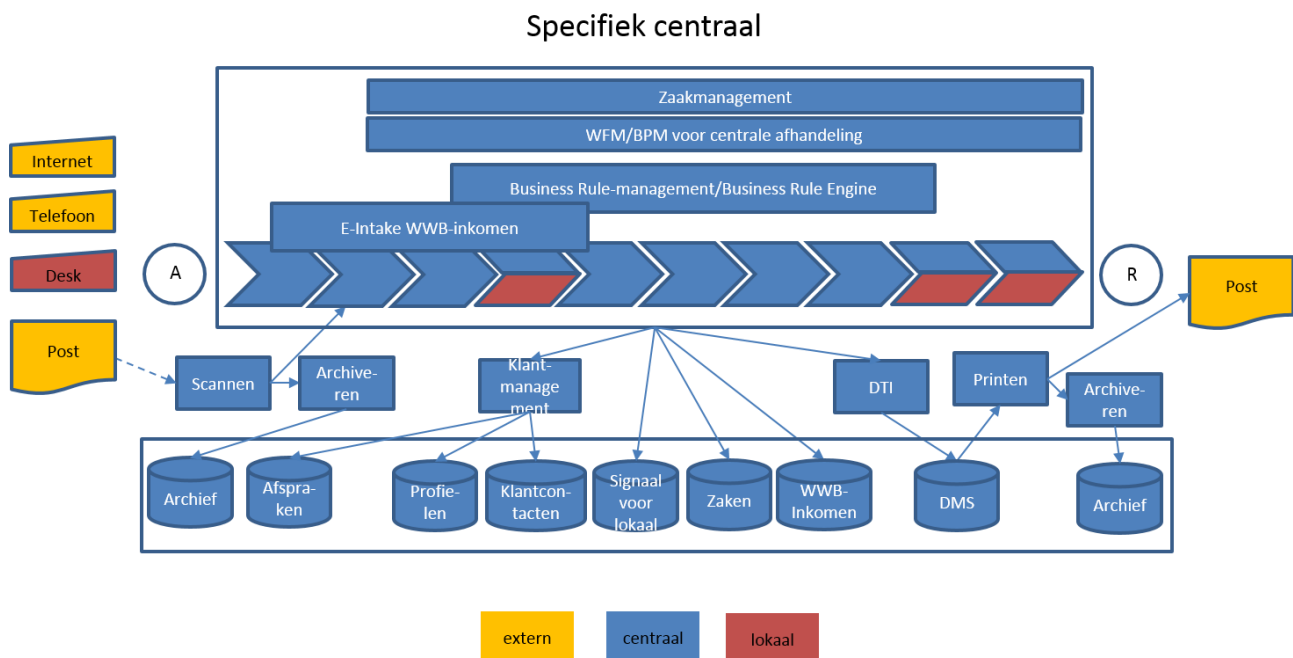 Specifiek centraal
Zaakmanagement
WFM/BPM voor centrale afhandeling
Business Rule-management/Business Rule Engine
E-Intake WWB-inkomen
Internet
Telefoon
Desk
A
R
Post
Post
Scannen
Archive-
ren
Klant-
manage
ment
DTI
Printen
Archive-
ren
Archief
Afspra-
ken
Profie-
len
Klantcon-
tacten
Signaal
voor
lokaal
Zaken
WWB-
Inkomen
DMS
Archief
extern
centraal
lokaal